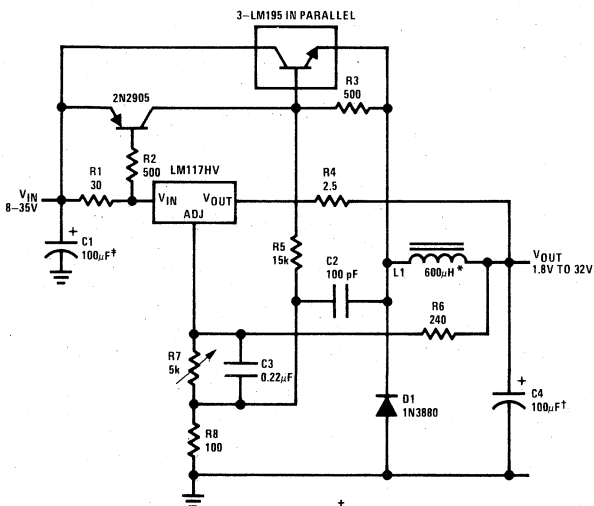 3–LM195 IN PARALLEL
2N2905
R3
500
R1
30
R2
500
LM117HV
R4
2.5
VIN
8–35V
VIN
VOUT
ADJ
+
C1
100μF‡
R5
15k
C2
100 pF
L1
600μH*
VOUT
1.8V TO 32V
R6
240
R7
5k
C3
0.22μF
D1
1N3880
+
C4
100μF†
R8
100
+